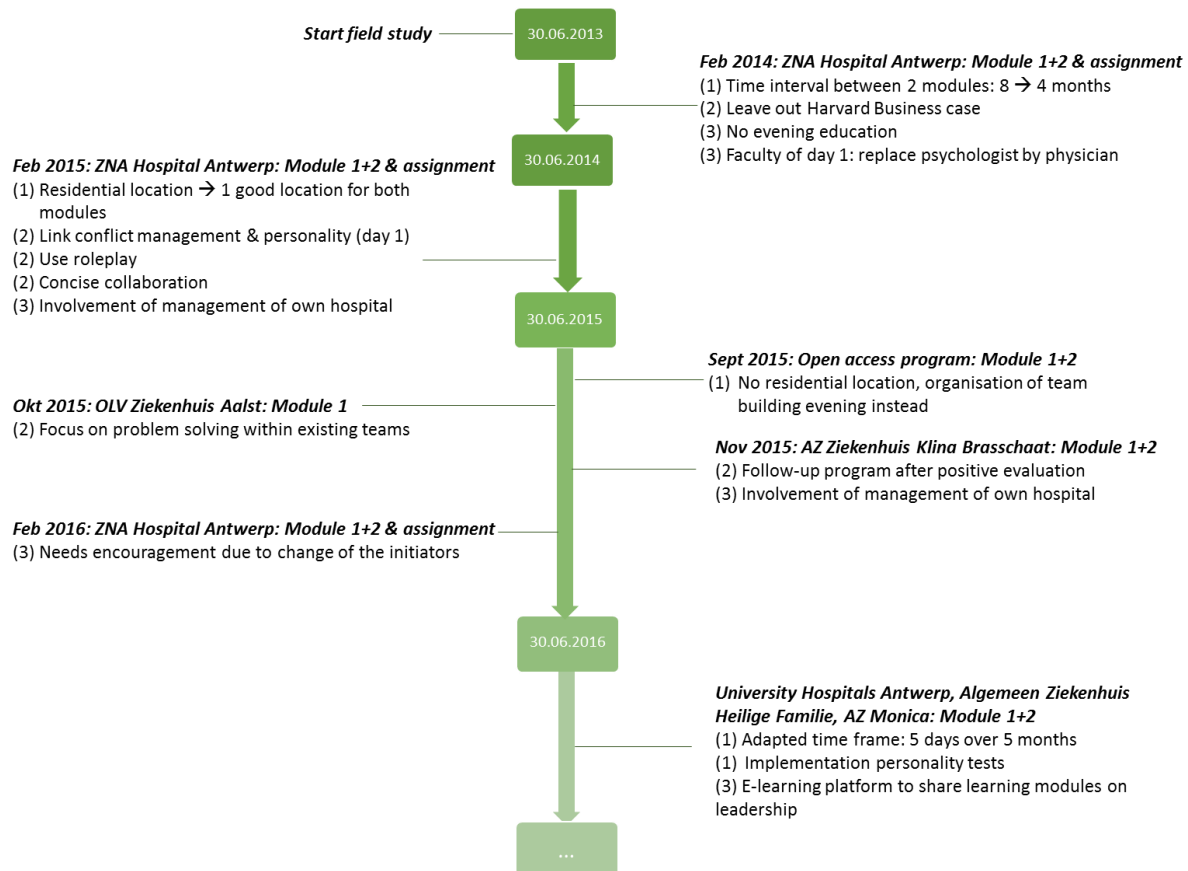 Start field study
30.06.2013
Feb 2014: ZNA Hospital Antwerp: Module 1+2 & assignment
(1) Time interval between 2 modules: 8 → 4 months
(2) Leave out Harvard Business case
(3) No evening education
(3) Faculty of day 1: replace psychologist by physician
30.06.2014
Feb 2015: ZNA Hospital Antwerp: Module 1+2 & assignment
(1) Residential location → 1 good location for both
modules
(2) Link conflict management & personality (day 1)
(2) Use roleplay
(2) Concise collaboration
(3) Involvement of management of own hospital
30.06.2015
Sept 2015: Open access program: Module 1+2
(1) No residential location, organisation of team
building evening instead
Okt 2015: OLV Ziekenhuis Aalst: Module 1
(2) Focus on problem solving within existing teams
Nov 2015: AZ Ziekenhuis Klina Brasschaat: Module 1+2
(2) Follow-up program after positive evaluation
(3) Involvement of management of own hospital
Feb 2016: ZNA Hospital Antwerp: Module 1+2 & assignment
(3) Needs encouragement due to change of the initiators
30.06.2016
University Hospitals Antwerp, Algemeen Ziekenhuis
Heilige Familie, AZ Monica: Module 1+2
(1) Adapted time frame: 5 days over 5 months
(1) Implementation personality tests
(3) E-learning platform to share learning modules on
leadership
...